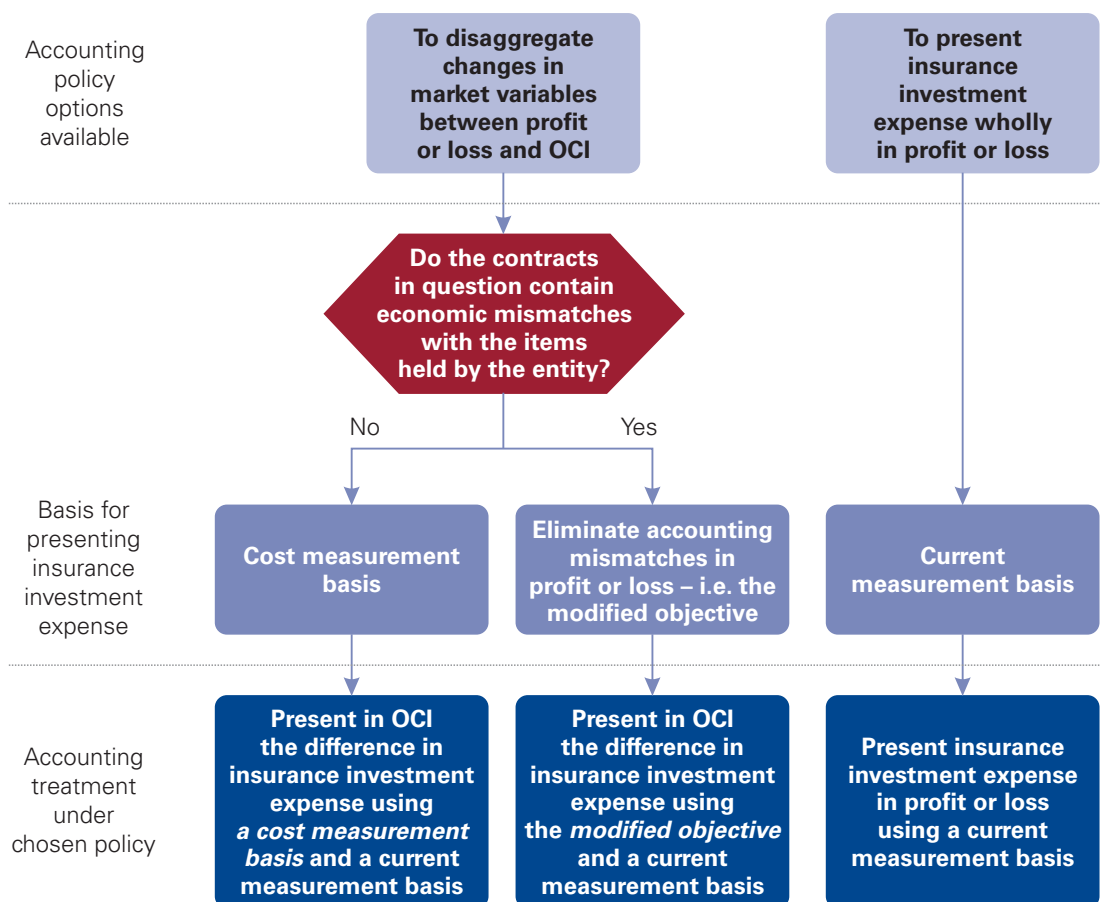 Accounting
policy
options
available
To disaggregate
changes in
market variables
between profit
or loss and OCI
To present
insurance
investment
expense wholly
in profit or loss
Do the contracts
in question contain
economic mismatches
with the items
held by the entity?
No
Yes
Basis for
presenting
insurance
investment
expense
Cost measurement
basis
Eliminate accounting
mismatches in
profit or loss – i.e. the
modified objective
Current
measurement basis
Accounting
treatment
under
chosen policy
Present in OCI
the difference in
insurance investment
expense using
a cost measurement
basis and a current
measurement basis
Present in OCI
the difference in
insurance investment
expense using
the modified objective
and a current
measurement basis
Present insurance
investment expense
in profit or loss
using a current
measurement basis